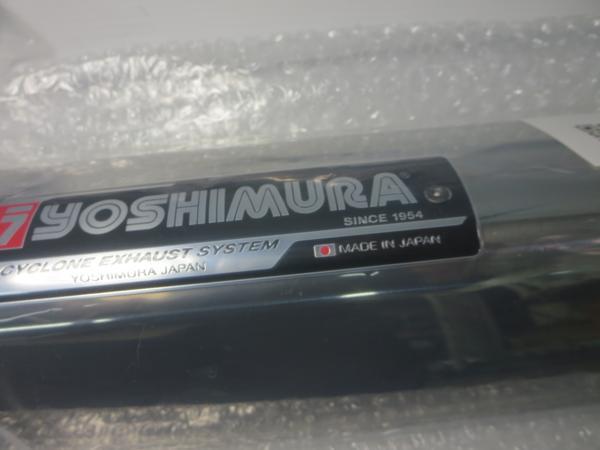 YOSHIMURA
SINCE 1954
CYCLONE EXHAUST SYSTEM
MADE IN JAPAN
YOSHIMURA JAPAN